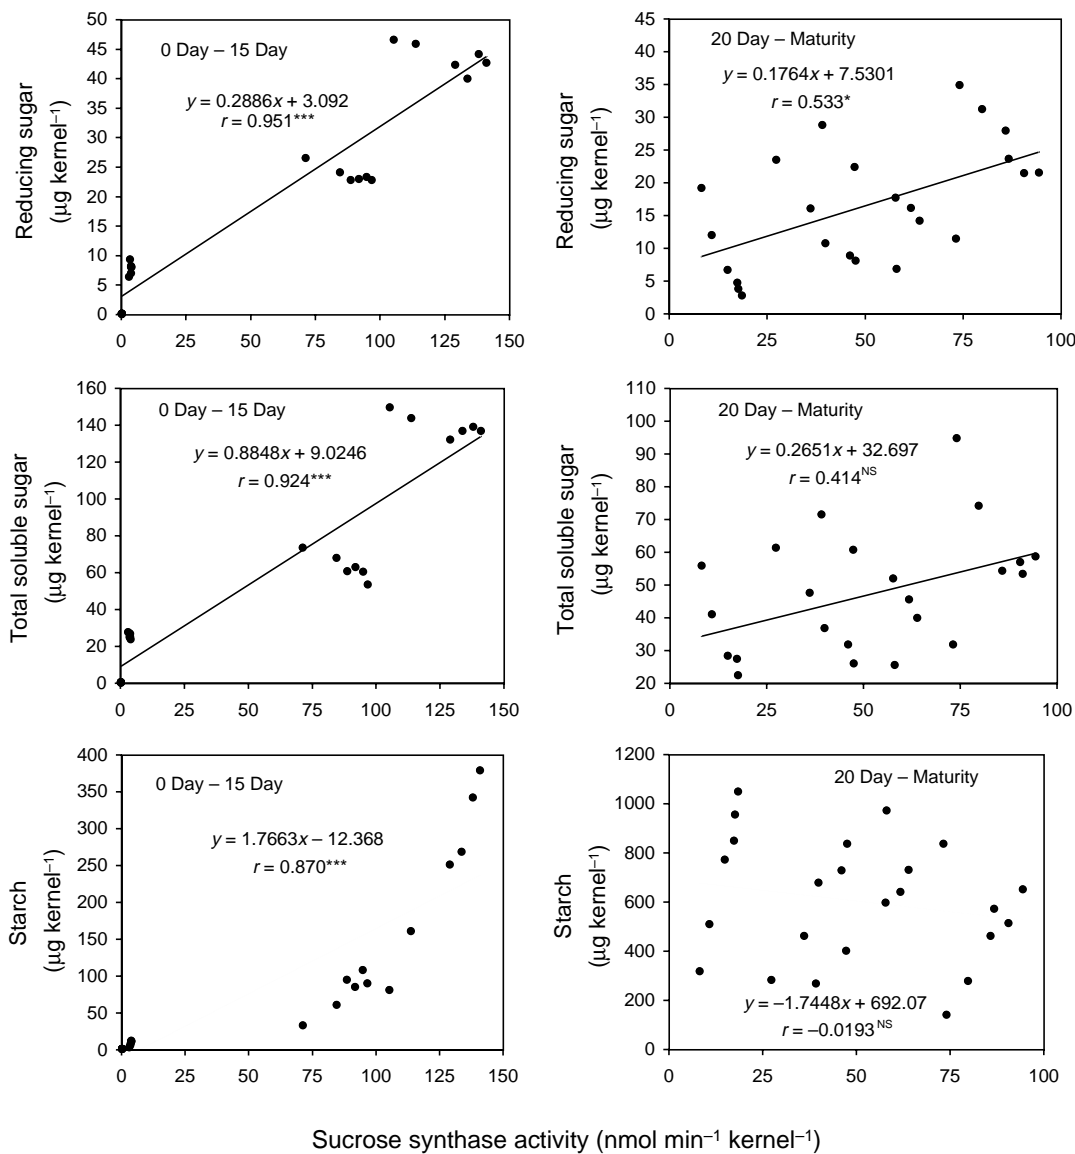 50
45
40
35
30
25
20
15
10
5
0
Reducing sugar
(μg kernel⁻¹)
0 Day – 15 Day
y = 0.2886x + 3.092
r = 0.951***
0 25 50 75 100 125 150
45
40
35
30
25
20
15
10
5
0
Reducing sugar
(μg kernel⁻¹)
20 Day – Maturity
y = 0.1764x + 7.5301
r = 0.533*
0 25 50 75 100
160
140
120
100
80
60
40
20
0
Total soluble sugar
(μg kernel⁻¹)
0 Day – 15 Day
y = 0.8848x + 9.0246
r = 0.924***
0 25 50 75 100 125 150
110
100
90
80
70
60
50
40
30
20
Total soluble sugar
(μg kernel⁻¹)
20 Day – Maturity
y = 0.2651x + 32.697
r = 0.414ᴺˢ
0 25 50 75 100
400
350
300
250
200
150
100
50
0
Starch
(μg kernel⁻¹)
0 Day – 15 Day
y = 1.7663x – 12.368
r = 0.870***
0 25 50 75 100 125 150
1200
1000
800
600
400
200
0
Starch
(μg kernel⁻¹)
20 Day – Maturity
y = –1.7448x + 692.07
r = –0.0193ᴺˢ
0 25 50 75 100
Sucrose synthase activity (nmol min⁻¹ kernel⁻¹)